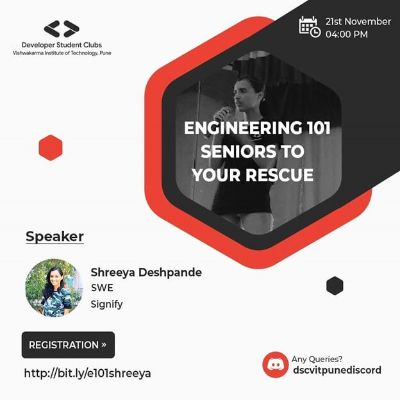 Developer Student Clubs
Vishwakarma Institute of Technology, Pune
21st November
04:00 PM
ENGINEERING 101
SENIORS TO
YOUR RESCUE
Speaker
Shreeya Deshpande
SWE
Signify
REGISTRATION »
http://bit.ly/e101shreeya
Any Queries?
dscvitpunediscord